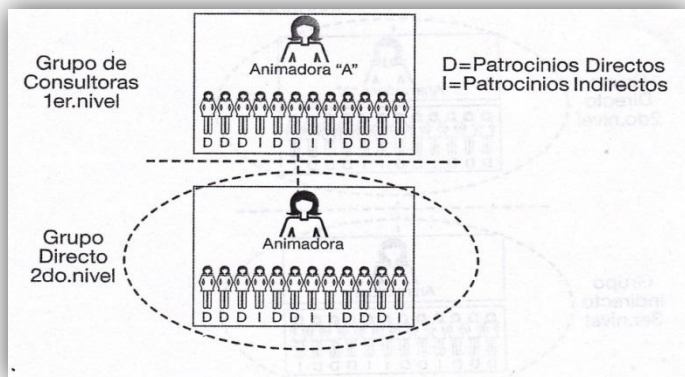 Grupo de
Consultoras
1er.nivel
Animadora "A"
D D D I D D I I D D D I
D=Patrocinios Directos
I=Patrocinios Indirectos
Grupo
Directo
2do.nivel
Animadora
D D D I D D I I D D D I